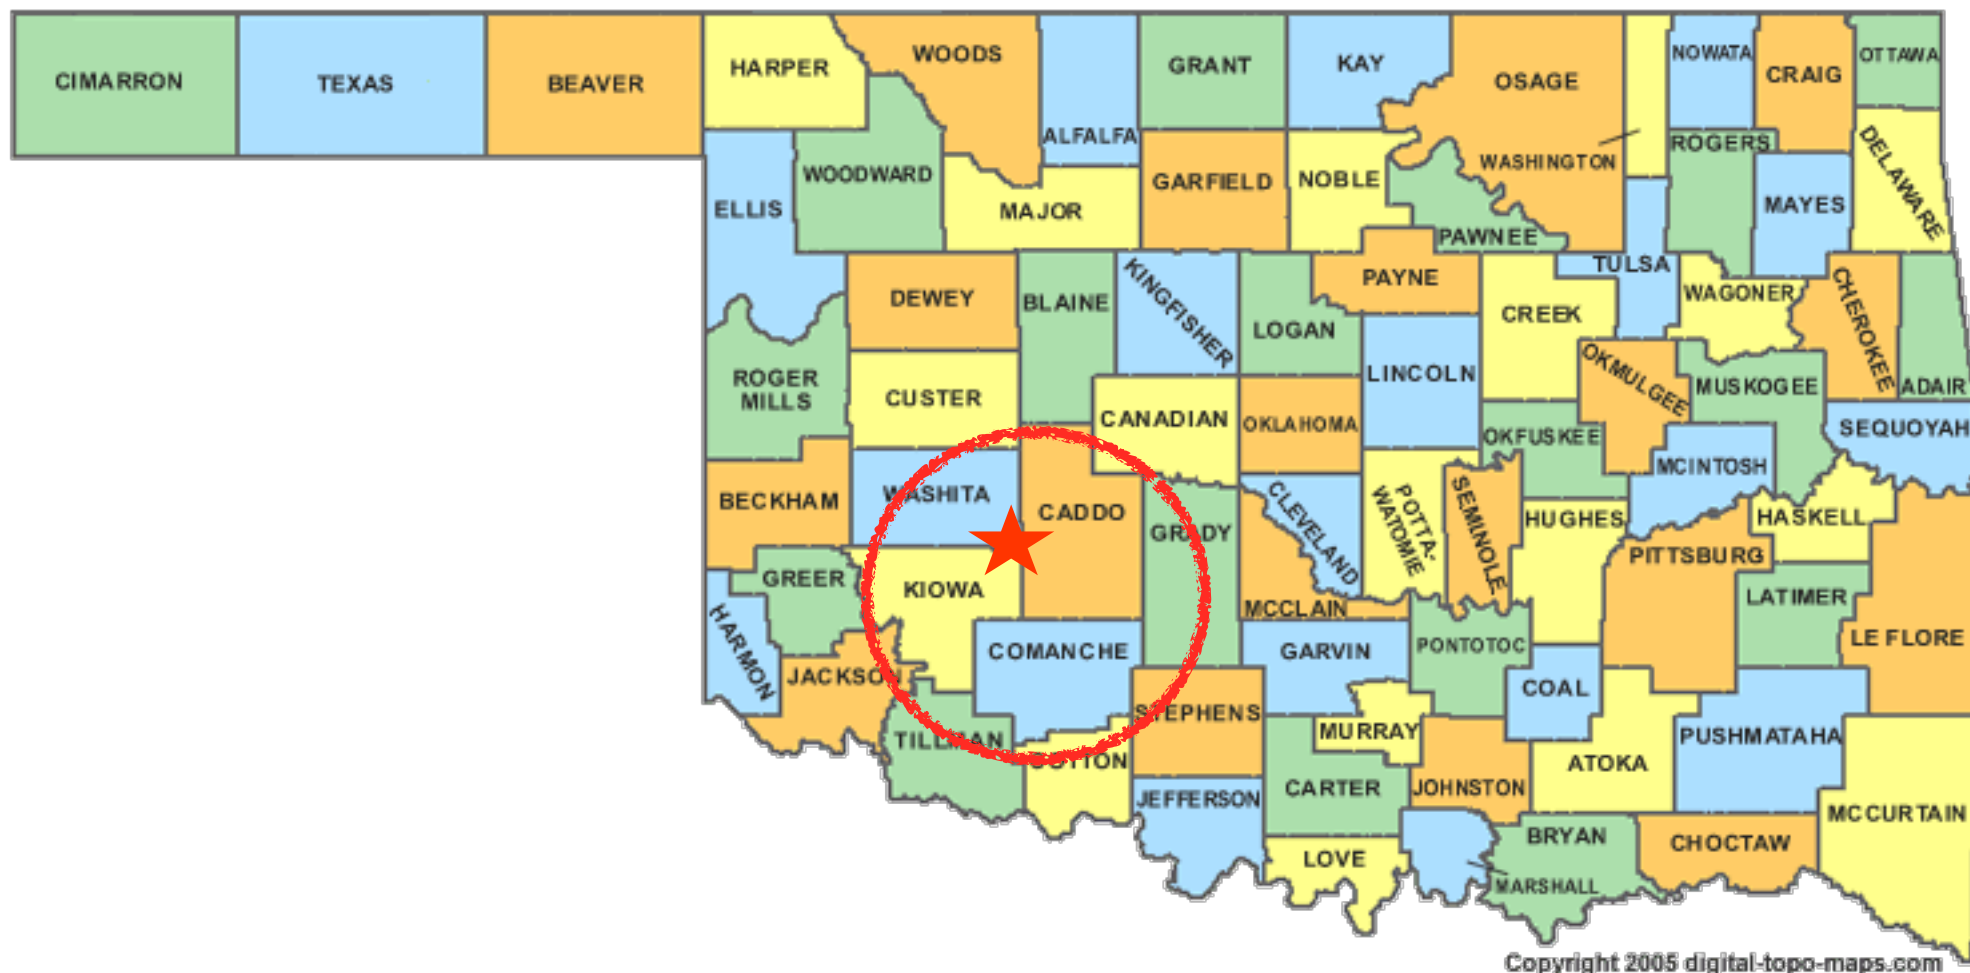 CIMARRON
TEXAS
BEAVER
HARPER
WOODS
ALFALFA
GRANT
KAY
OSAGE
WASHINGTON
NOWATA
CRAIG
OTTAWA
ROGERS
DELAWARE
ELLIS
WOODWARD
MAJOR
GARFIELD
NOBLE
PAWNEE
MAYES
DEWEY
BLAINE
KINGFISHER
LOGAN
PAYNE
CREEK
TULSA
WAGONER
CHEROKEE
ADAIR
ROGER
MILLS
CUSTER
CANADIAN
OKLAHOMA
LINCOLN
OKFUSKEE
OKMULGEE
MUSKOGEE
SEQUOYAH
MCINTOSH
BECKHAM
WASHITA
CADDO
GRADY
CLEVELAND
POTTA-
WATOMIE
SEMINOLE
HUGHES
PITTSBURG
HASKELL
GREER
KIOWA
MCCLAIN
LATIMER
LE FLORE
HARMON
JACKSON
COMANCHE
GARVIN
PONTOTOC
COAL
TILLMAN
COTTON
STEPHENS
MURRAY
JOHNSTON
ATOKA
PUSHMATAHA
JEFFERSON
CARTER
MCCURTAIN
LOVE
MARSHALL
BRYAN
CHOCTAW
Copyright 2005 digital-topo-maps.com